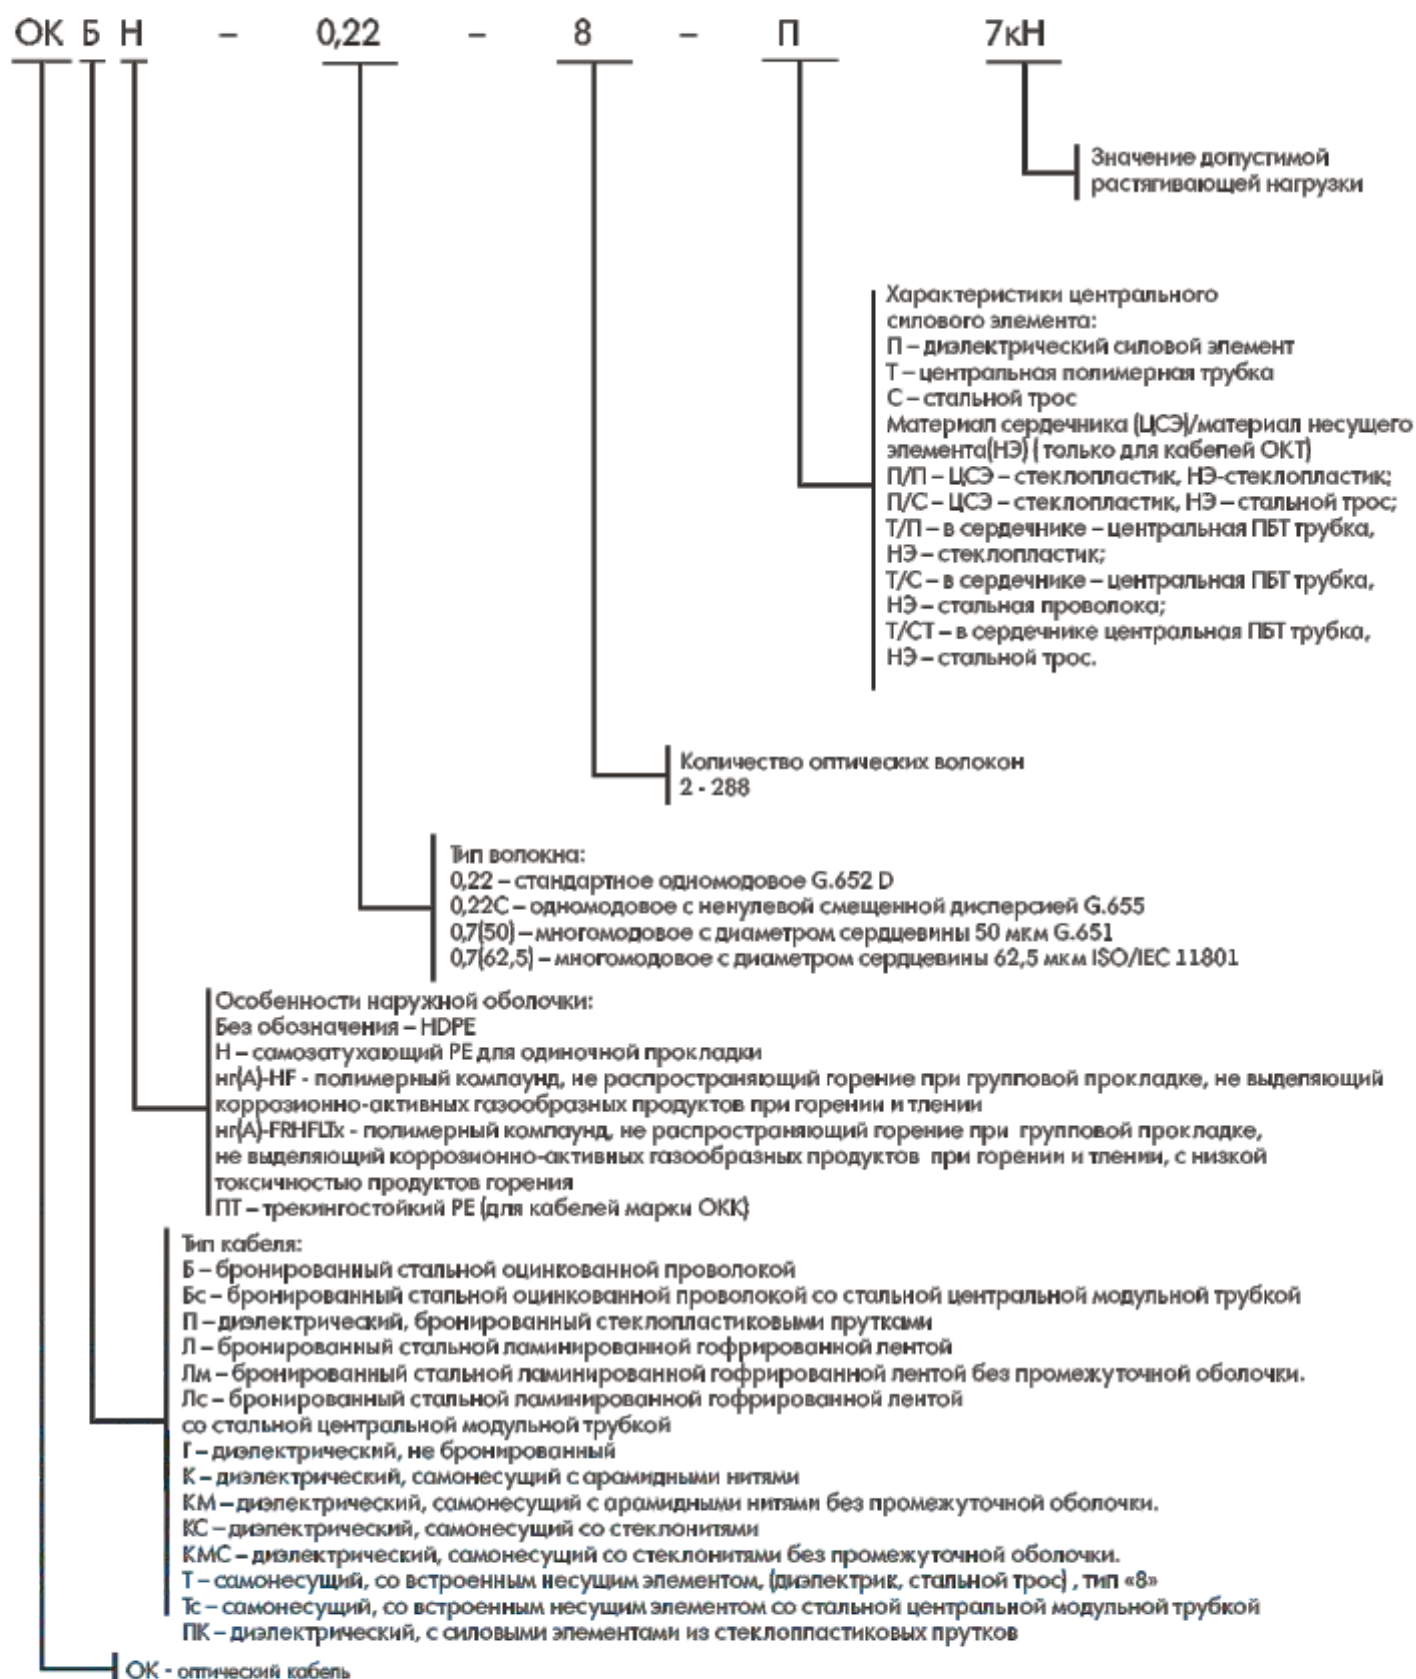 ОК Б Н – 0,22 – 8 – П 7кН
Значение допустимой
растягивающей нагрузки
Характеристики центрального
силового элемента:
П – диэлектрический силовой элемент
Т – центральная полимерная трубка
С – стальной трос
Материал сердечника (ЦСЭ)/материал несущего
элемента(НЭ) ( только для кабелей ОКТ)
П/П – ЦСЭ – стеклопластик, НЭ-стеклопластик;
П/С – ЦСЭ – стеклопластик, НЭ – стальной трос;
Т/П – в сердечнике – центральная ПБТ трубка,
НЭ – стеклопластик;
Т/С – в сердечнике – центральная ПБТ трубка,
НЭ – стальная проволока;
Т/СТ – в сердечнике центральная ПБТ трубка,
НЭ – стальной трос.
Количество оптических волокон
2 - 288
Тип волокна:
0,22 – стандартное одномодовое G.652 D
0,22С – одномодовое с ненулевой смещенной дисперсией G.655
0,7(50) – многомодовое с диаметром сердцевины 50 мкм G.651
0,7(62,5) – многомодовое с диаметром сердцевины 62,5 мкм ISO/IEC 11801
Особенности наружной оболочки:
Без обозначения – HDPE
Н – самозатухающий РЕ для одиночной прокладки
нг(А)-HF - полимерный компаунд, не распространяющий горение при групповой прокладке, не выделяющий
коррозионно-активных газообразных продуктов при горении и тлении
нг(А)-FRHFLTx - полимерный компаунд, не распространяющий горение при групповой прокладке,
не выделяющий коррозионно-активных газообразных продуктов при горении и тлении, с низкой
токсичностью продуктов горения
ПТ – трекингостойкий РЕ (для кабелей марки ОКК)
Тип кабеля:
Б – бронированный стальной оцинкованной проволокой
Бс – бронированный стальной оцинкованной проволокой со стальной центральной модульной трубкой
П – диэлектрический, бронированный стеклопластиковыми прутками
Л – бронированный стальной ламинированной гофрированной лентой
Лм – бронированный стальной ламинированной гофрированной лентой без промежуточной оболочки.
Лс – бронированный стальной ламинированной гофрированной лентой
со стальной центральной модульной трубкой
Г – диэлектрический, не бронированный
К – диэлектрический, самонесущий с арамидными нитями
КМ – диэлектрический, самонесущий с арамидными нитями без промежуточной оболочки.
КС – диэлектрический, самонесущий со стеклонитями
КМС – диэлектрический, самонесущий со стеклонитями без промежуточной оболочки.
Т – самонесущий, со встроенным несущим элементом, (диэлектрик, стальной трос) , тип «8»
Тс – самонесущий, со встроенным несущим элементом со стальной центральной модульной трубкой
ПК – диэлектрический, с силовыми элементами из стеклопластиковых прутков
ОК - оптический кабель